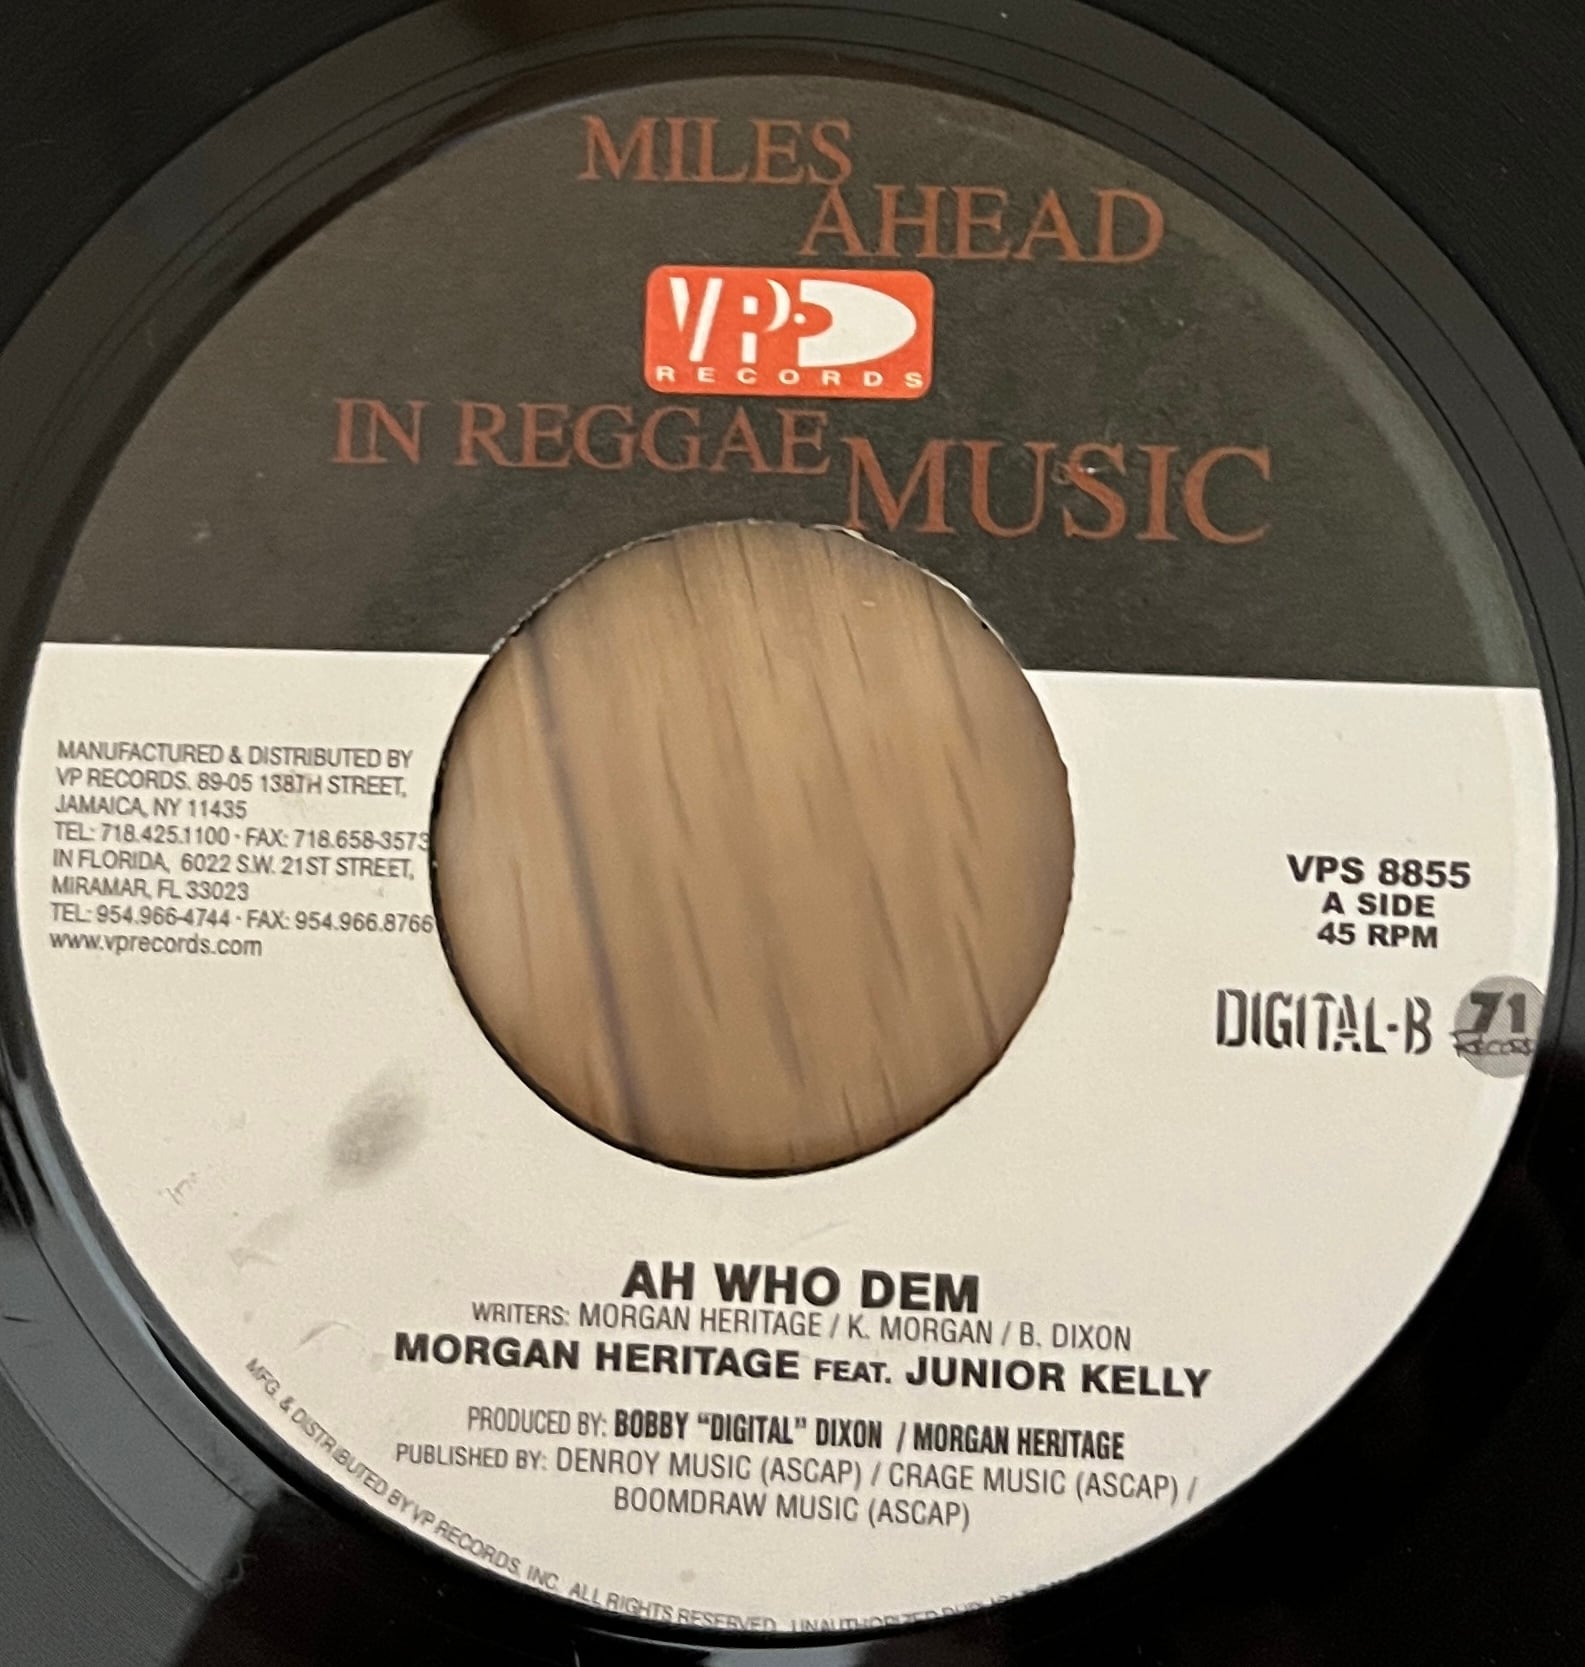 MILES
AHEAD
VP
RECORDS
IN REGGAE MUSIC
MANUFACTURED & DISTRIBUTED BY
VP RECORDS. 89-05 138TH STREET,
JAMAICA, NY 11435
TEL: 718.425.1100 · FAX: 718.658-3573
IN FLORIDA, 6022 S.W. 21ST STREET,
MIRAMAR, FL 33023
TEL: 954.966-4744 · FAX: 954.966.8766
www.vprecords.com
VPS 8855
A SIDE
45 RPM
DIGITAL-B 71
RECORDS
AH WHO DEM
WRITERS: MORGAN HERITAGE / K. MORGAN / B. DIXON
MORGAN HERITAGE FEAT. JUNIOR KELLY
PRODUCED BY: BOBBY “DIGITAL” DIXON / MORGAN HERITAGE
PUBLISHED BY: DENROY MUSIC (ASCAP) / CRAGE MUSIC (ASCAP) /
BOOMDRAW MUSIC (ASCAP)
MFG. & DISTRIBUTED BY VP RECORDS, INC. ALL RIGHTS RESERVED. UNAUTHORIZED